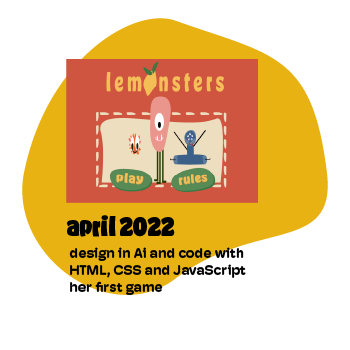 lemonsters
play rules
april 2022
design in Ai and code with
HTML, CSS and JavaScript
her first game